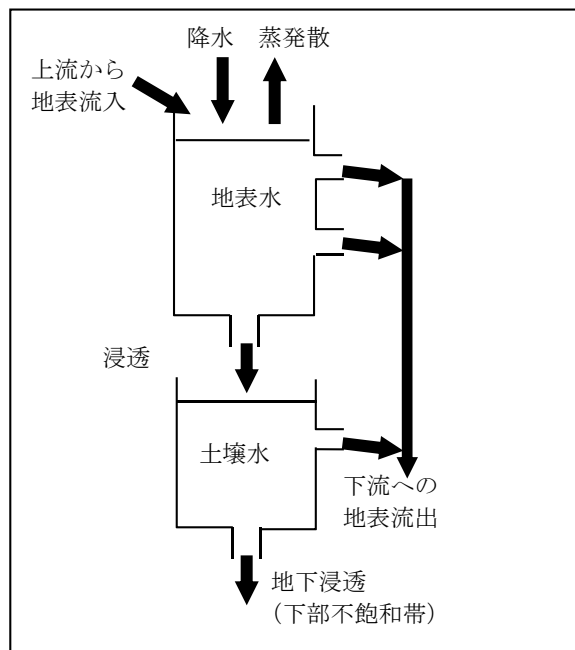 降水 蒸発散
上流から
地表流入
地表水
浸透
土壌水
下流への
地表流出
地下浸透
（下部不飽和帯）